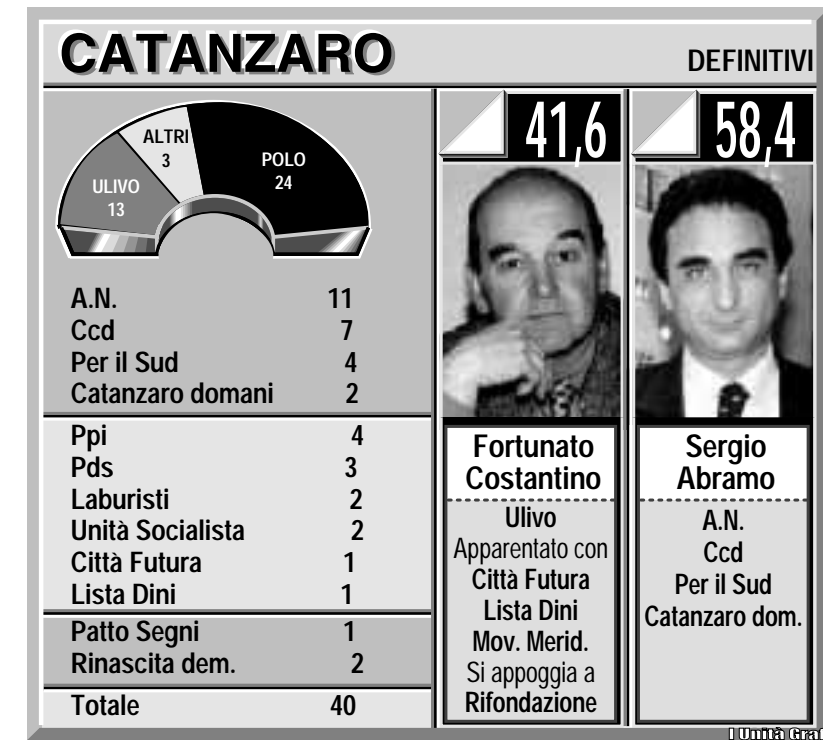 CATANZARO
DEFINITIVI
ULIVO
13
ALTRI
3
POLO
24
A.N. 11
Ccd 7
Per il Sud 4
Catanzaro domani 2
Ppi 4
Pds 3
Laburisti 2
Unità Socialista 2
Città Futura 1
Lista Dini 1
Patto Segni 1
Rinascita dem. 2
Totale 40
41,6
Fortunato
Costantino
Ulivo
Apparentato con
Città Futura
Lista Dini
Mov. Merid.
Si appoggia a
Rifondazione
58,4
Sergio
Abramo
A.N.
Ccd
Per il Sud
Catanzaro dom.
l'Unità